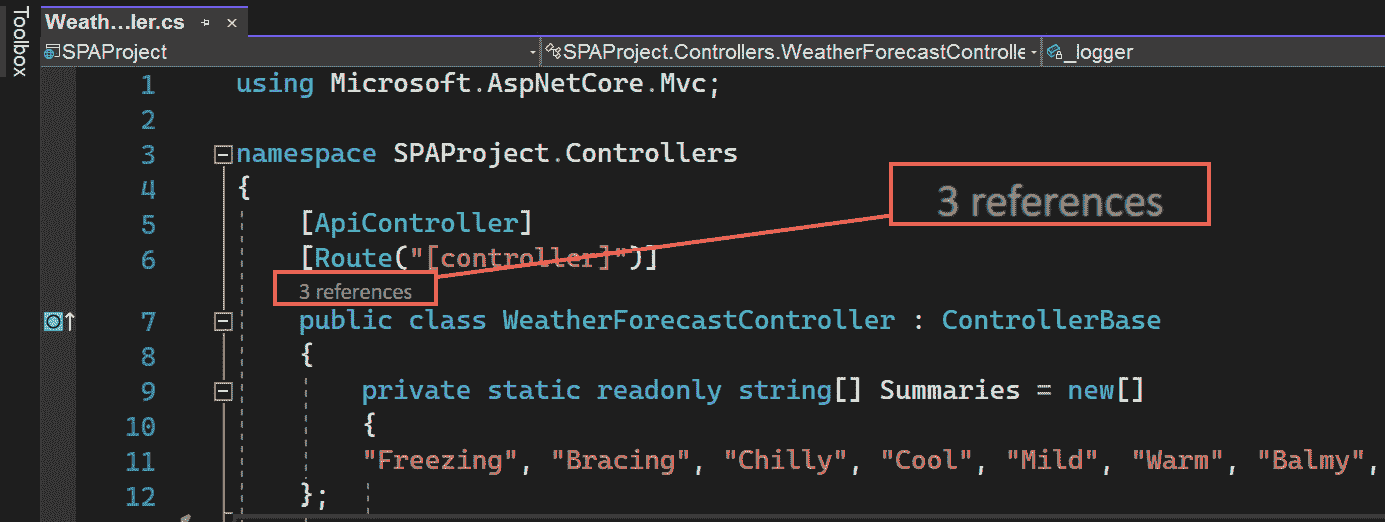 Toolbox
Weath...ler.cs
SPAProject
SPAProject.Controllers.WeatherForecastControlle
_logger
1 using Microsoft.AspNetCore.Mvc;
2
3 namespace SPAProject.Controllers
4 {
3 references
5 [ApiController]
6 [Route("[controller]")]
3 references
7 public class WeatherForecastController : ControllerBase
8 {
9 private static readonly string[] Summaries = new[]
10 {
11 "Freezing", "Bracing", "Chilly", "Cool", "Mild", "Warm", "Balmy",
12 };